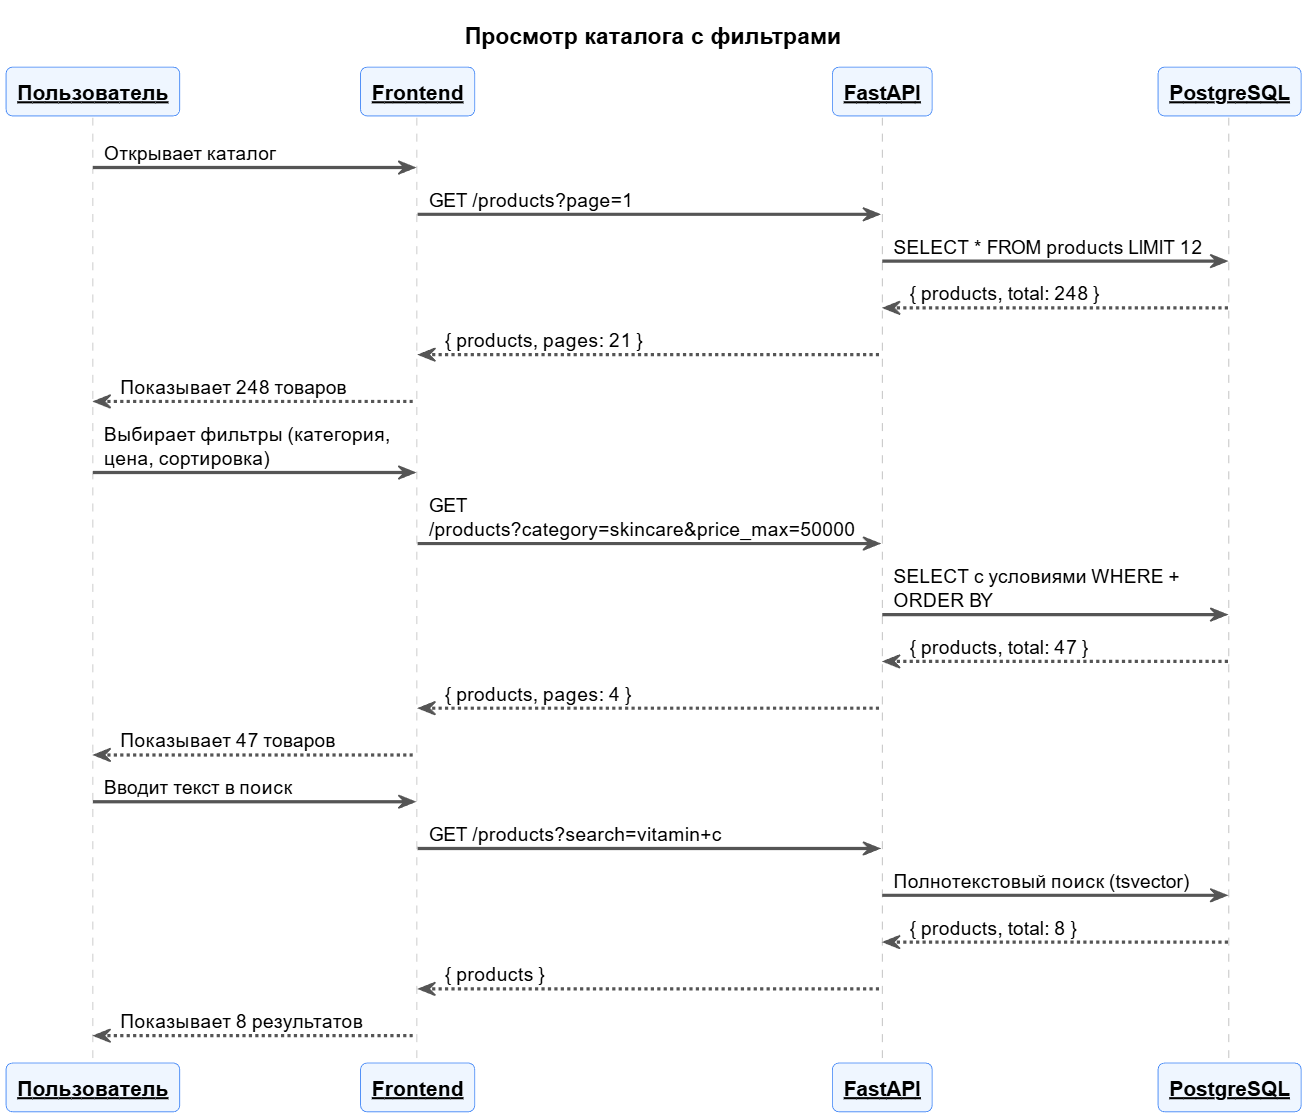 Просмотр каталога с фильтрами
Пользователь
Frontend
FastAPI
PostgreSQL
Открывает каталог
GET /products?page=1
SELECT * FROM products LIMIT 12
{ products, total: 248 }
{ products, pages: 21 }
Показывает 248 товаров
Выбирает фильтры (категория,
цена, сортировка)
GET
/products?category=skincare&price_max=50000
SELECT с условиями WHERE +
ORDER BY
{ products, total: 47 }
{ products, pages: 4 }
Показывает 47 товаров
Вводит текст в поиск
GET /products?search=vitamin+c
Полнотекстовый поиск (tsvector)
{ products, total: 8 }
{ products }
Показывает 8 результатов
Пользователь
Frontend
FastAPI
PostgreSQL